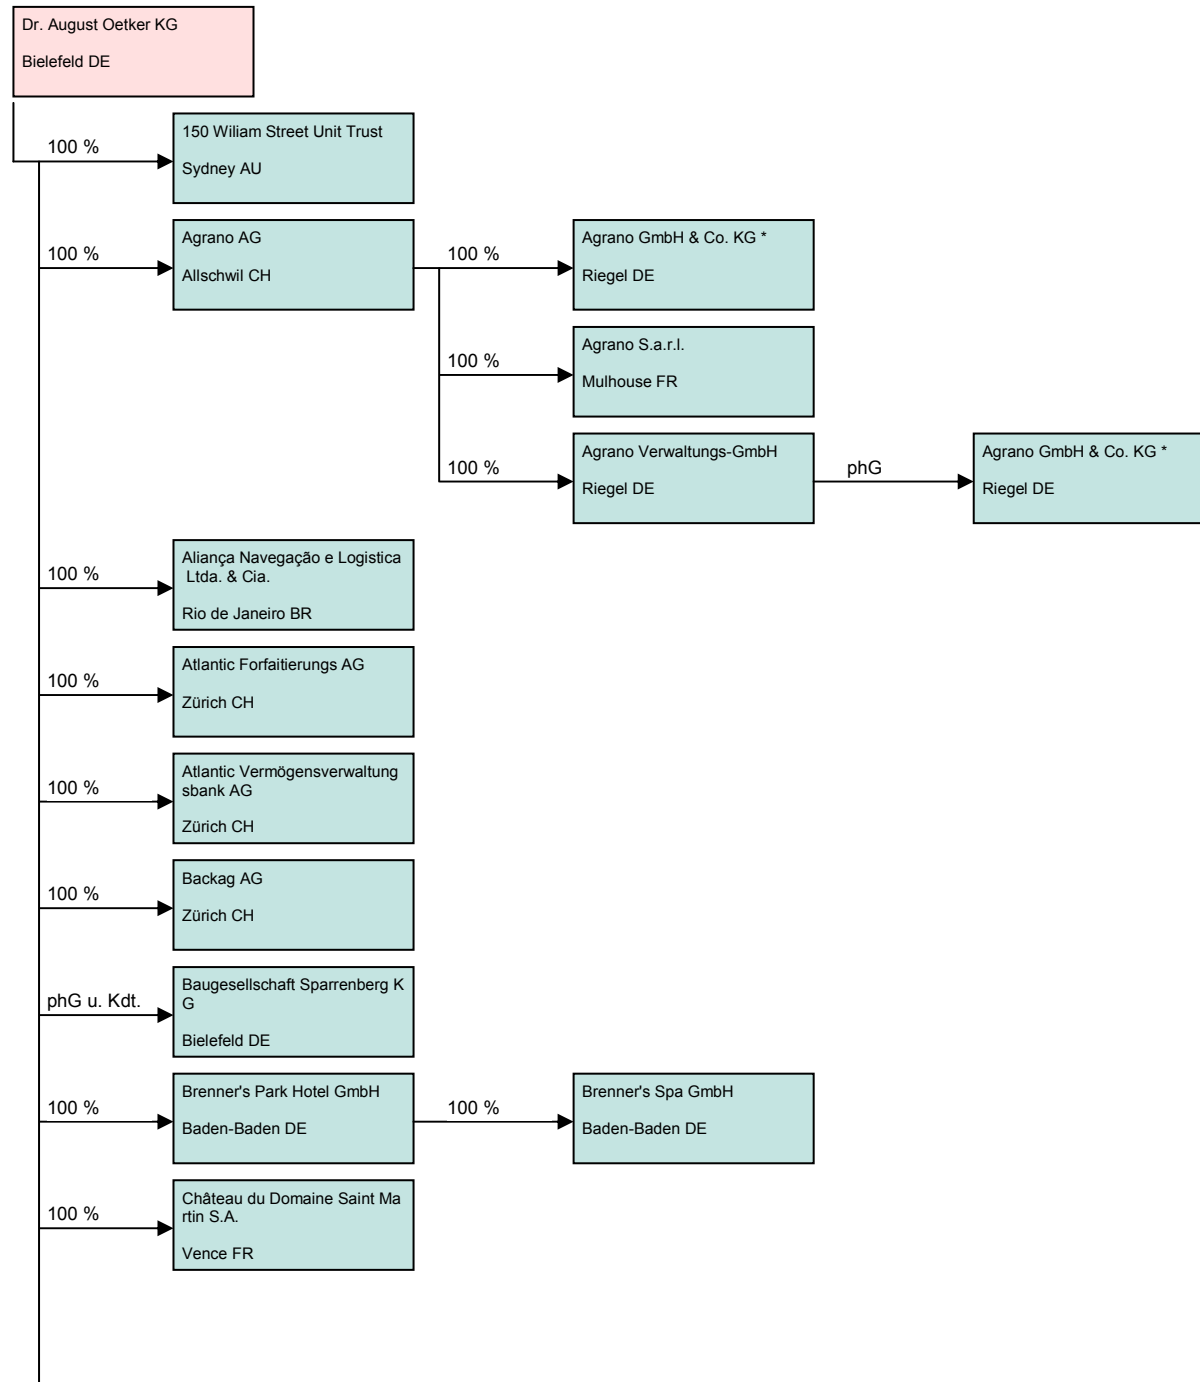 Dr. August Oetker KG
Bielefeld DE
100 %
150 Wiliam Street Unit Trust
Sydney AU
100 %
Agrano AG
Allschwil CH
100 %
Agrano GmbH & Co. KG *
Riegel DE
100 %
Agrano S.a.r.l.
Mulhouse FR
100 %
Agrano Verwaltungs-GmbH
Riegel DE
phG
Agrano GmbH & Co. KG *
Riegel DE
100 %
Aliança Navegação e Logistica
Ltda. & Cia.
Rio de Janeiro BR
100 %
Atlantic Forfaitierungs AG
Zürich CH
100 %
Atlantic Vermögensverwaltung
sbank AG
Zürich CH
100 %
Backag AG
Zürich CH
phG u. Kdt.
Baugesellschaft Sparrenberg K
G
Bielefeld DE
100 %
Brenner's Park Hotel GmbH
Baden-Baden DE
100 %
Brenner's Spa GmbH
Baden-Baden DE
100 %
Château du Domaine Saint Ma
rtin S.A.
Vence FR